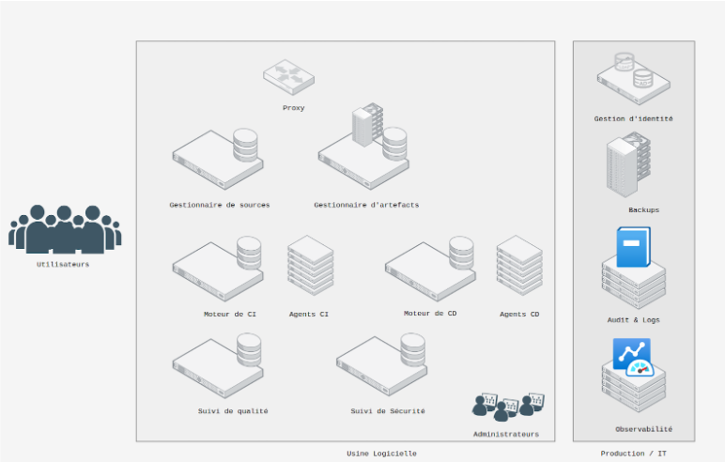 Proxy
Gestion d'identité
Gestionnaire de sources
Gestionnaire d'artefacts
Backups
Utilisateurs
Moteur de CI
Agents CI
Moteur de CD
Agents CD
Audit & Logs
Suivi de qualité
Suivi de Sécurité
Administrateurs
Observabilité
Usine Logicielle
Production / IT